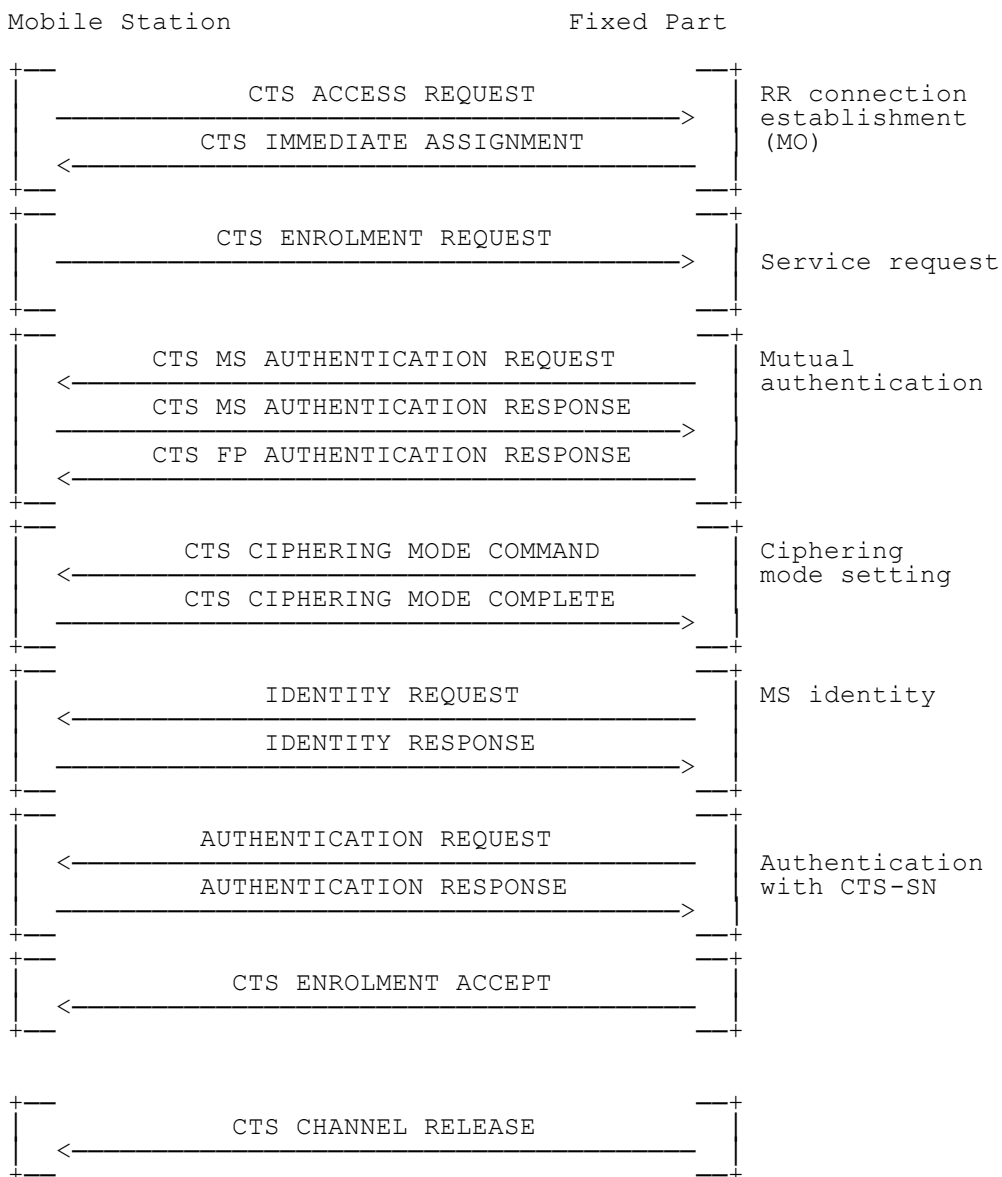 Mobile Station Fixed Part
CTS ACCESS REQUEST RR connection
establishment
CTS IMMEDIATE ASSIGNMENT (MO)
CTS ENROLMENT REQUEST
Service request
CTS MS AUTHENTICATION REQUEST Mutual
authentication
CTS MS AUTHENTICATION RESPONSE
CTS FP AUTHENTICATION RESPONSE
CTS CIPHERING MODE COMMAND Ciphering
mode setting
CTS CIPHERING MODE COMPLETE
IDENTITY REQUEST MS identity
IDENTITY RESPONSE
AUTHENTICATION REQUEST
Authentication
AUTHENTICATION RESPONSE with CTS-SN
CTS ENROLMENT ACCEPT
CTS CHANNEL RELEASE